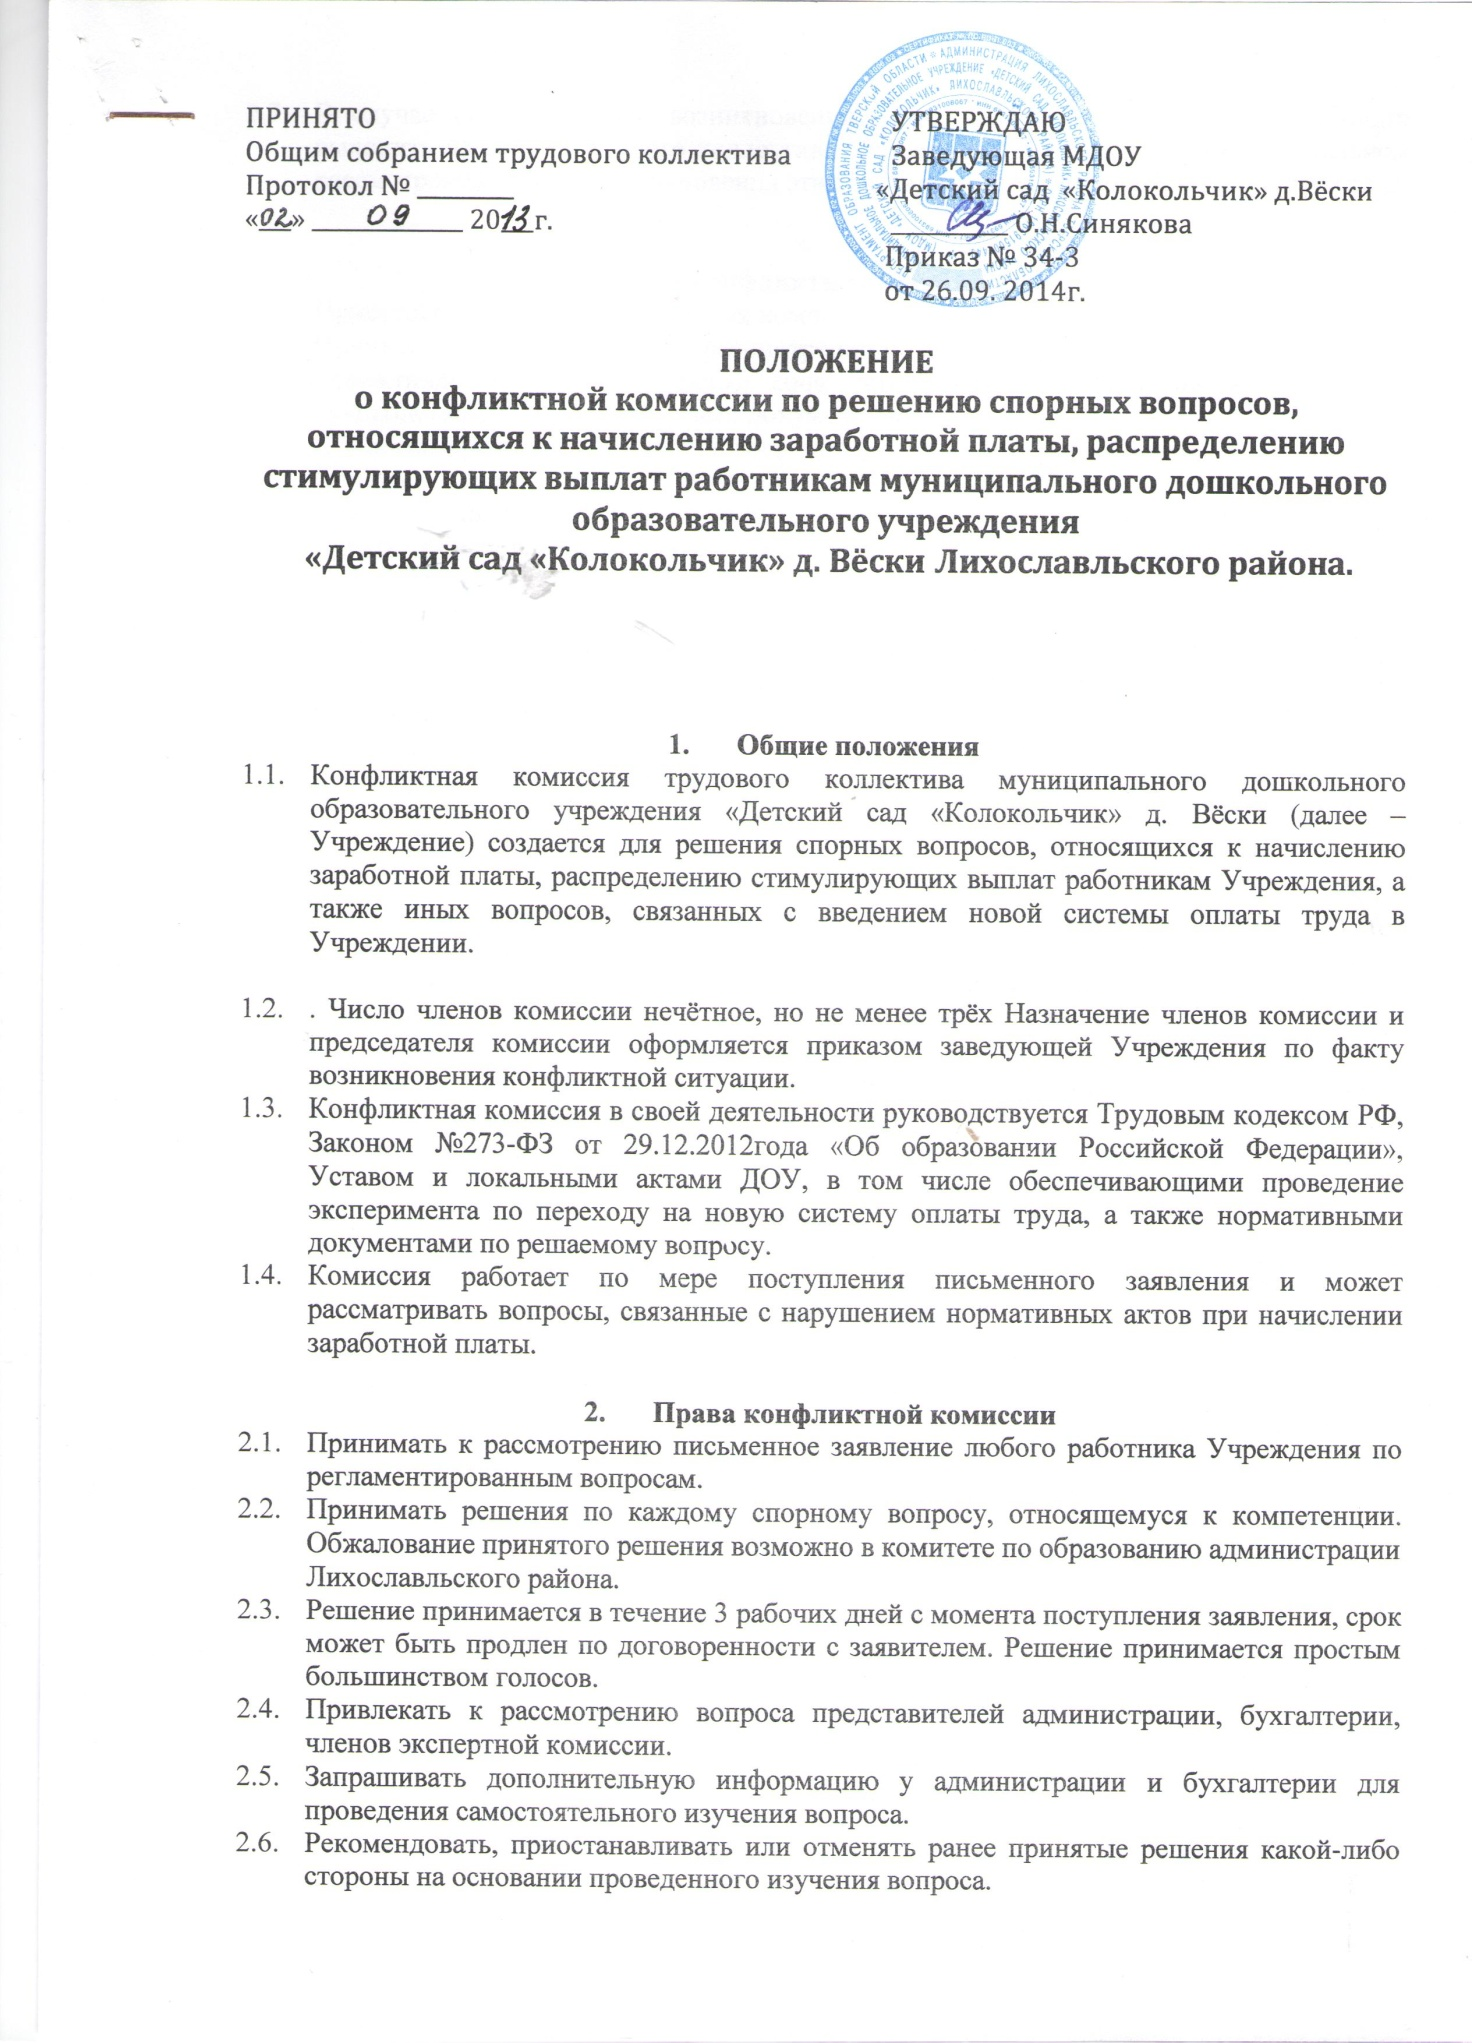 ПРИНЯТО
Общим собранием трудового коллектива
Протокол № _______
«02» ___09___ 2013г.
УТВЕРЖДАЮ
Заведующая МДОУ
«Детский сад «Колокольчик» д.Вёски
________ О.Н.Синякова
Приказ № 34-3
от 26.09. 2014г.
ПОЛОЖЕНИЕ
о конфликтной комиссии по решению спорных вопросов,
относящихся к начислению заработной платы, распределению
стимулирующих выплат работникам муниципального дошкольного
образовательного учреждения
«Детский сад «Колокольчик» д. Вёски Лихославльского района.
1. Общие положения
1.1. Конфликтная комиссия трудового коллектива муниципального дошкольного
образовательного учреждения «Детский сад «Колокольчик» д. Вёски (далее –
Учреждение) создается для решения спорных вопросов, относящихся к начислению
заработной платы, распределению стимулирующих выплат работникам Учреждения, а
также иных вопросов, связанных с введением новой системы оплаты труда в
Учреждении.
1.2. . Число членов комиссии нечётное, но не менее трёх Назначение членов комиссии и
председателя комиссии оформляется приказом заведующей Учреждения по факту
возникновения конфликтной ситуации.
1.3. Конфликтная комиссия в своей деятельности руководствуется Трудовым кодексом РФ,
Законом №273-ФЗ от 29.12.2012года «Об образовании Российской Федерации»,
Уставом и локальными актами ДОУ, в том числе обеспечивающими проведение
эксперимента по переходу на новую систему оплаты труда, а также нормативными
документами по решаемому вопросу.
1.4. Комиссия работает по мере поступления письменного заявления и может
рассматривать вопросы, связанные с нарушением нормативных актов при начислении
заработной платы.
2. Права конфликтной комиссии
2.1. Принимать к рассмотрению письменное заявление любого работника Учреждения по
регламентированным вопросам.
2.2. Принимать решения по каждому спорному вопросу, относящемуся к компетенции.
Обжалование принятого решения возможно в комитете по образованию администрации
Лихославльского района.
2.3. Решение принимается в течение 3 рабочих дней с момента поступления заявления, срок
может быть продлен по договоренности с заявителем. Решение принимается простым
большинством голосов.
2.4. Привлекать к рассмотрению вопроса представителей администрации, бухгалтерии,
членов экспертной комиссии.
2.5. Запрашивать дополнительную информацию у администрации и бухгалтерии для
проведения самостоятельного изучения вопроса.
2.6. Рекомендовать, приостанавливать или отменять ранее принятые решения какой-либо
стороны на основании проведенного изучения вопроса.